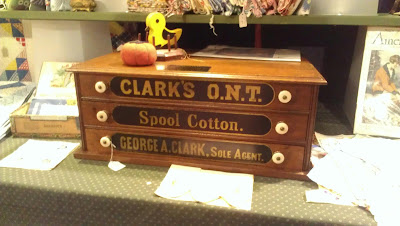 CLARK'S O.N.T.
Spool Cotton.
GEORGE A. CLARK, SOLE AGENT.